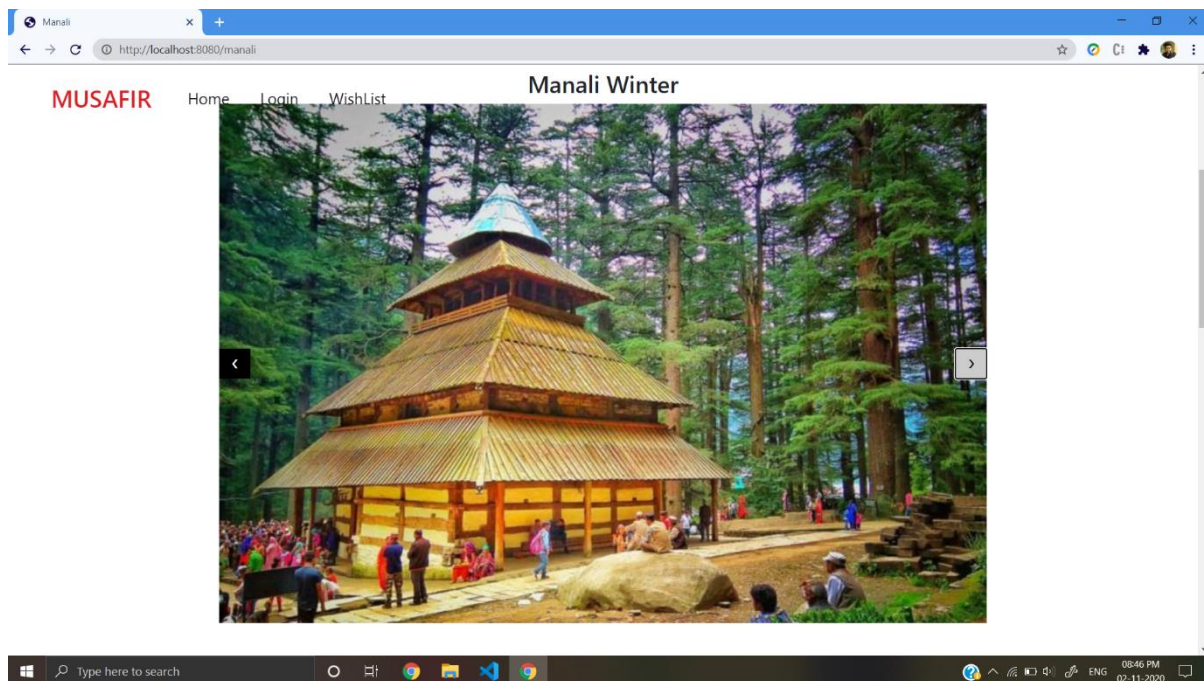 Manali
http://localhost:8080/manali
Manali Winter
MUSAFIR Home Login WishList
Type here to search
ENG
08:46 PM
02-11-2020